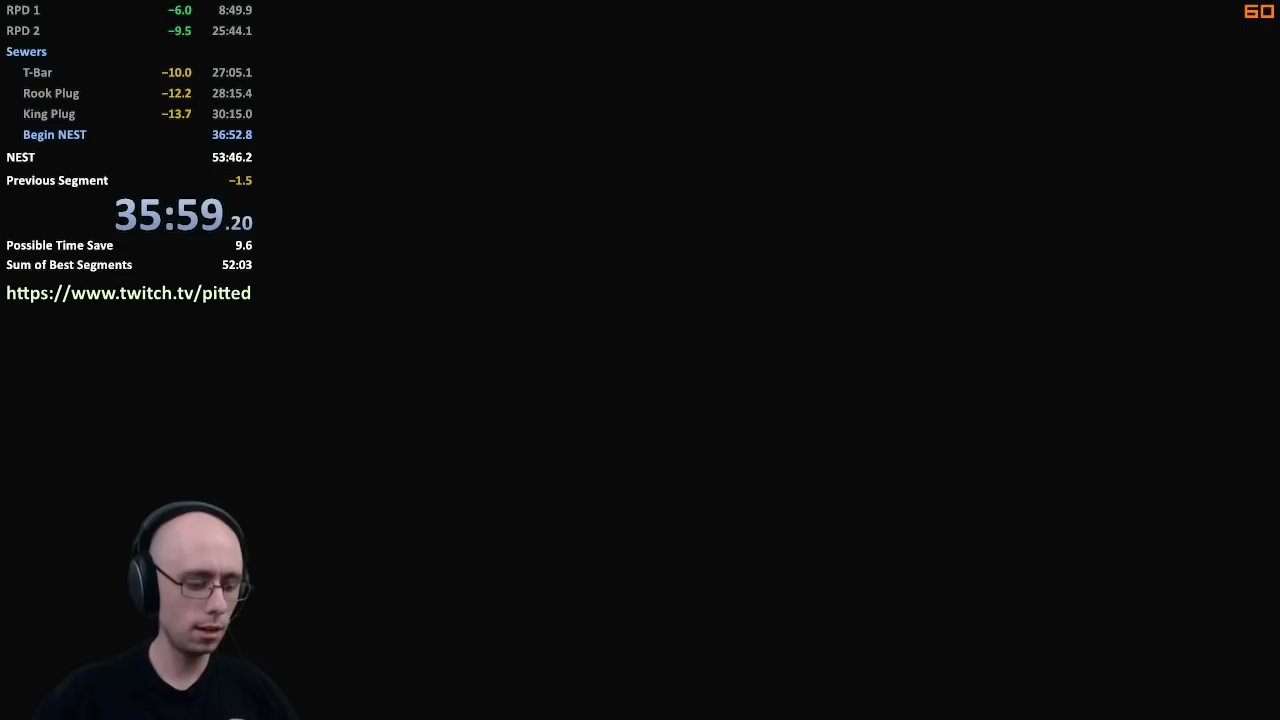 RPD 1 −6.0 8:49.9
60
RPD 2 −9.5 25:44.1
Sewers
T-Bar −10.0 27:05.1
Rook Plug −12.2 28:15.4
King Plug −13.7 30:15.0
Begin NEST 36:52.8
NEST 53:46.2
Previous Segment −1.5
35:59.20
Possible Time Save 9.6
Sum of Best Segments 52:03
https://www.twitch.tv/pitted